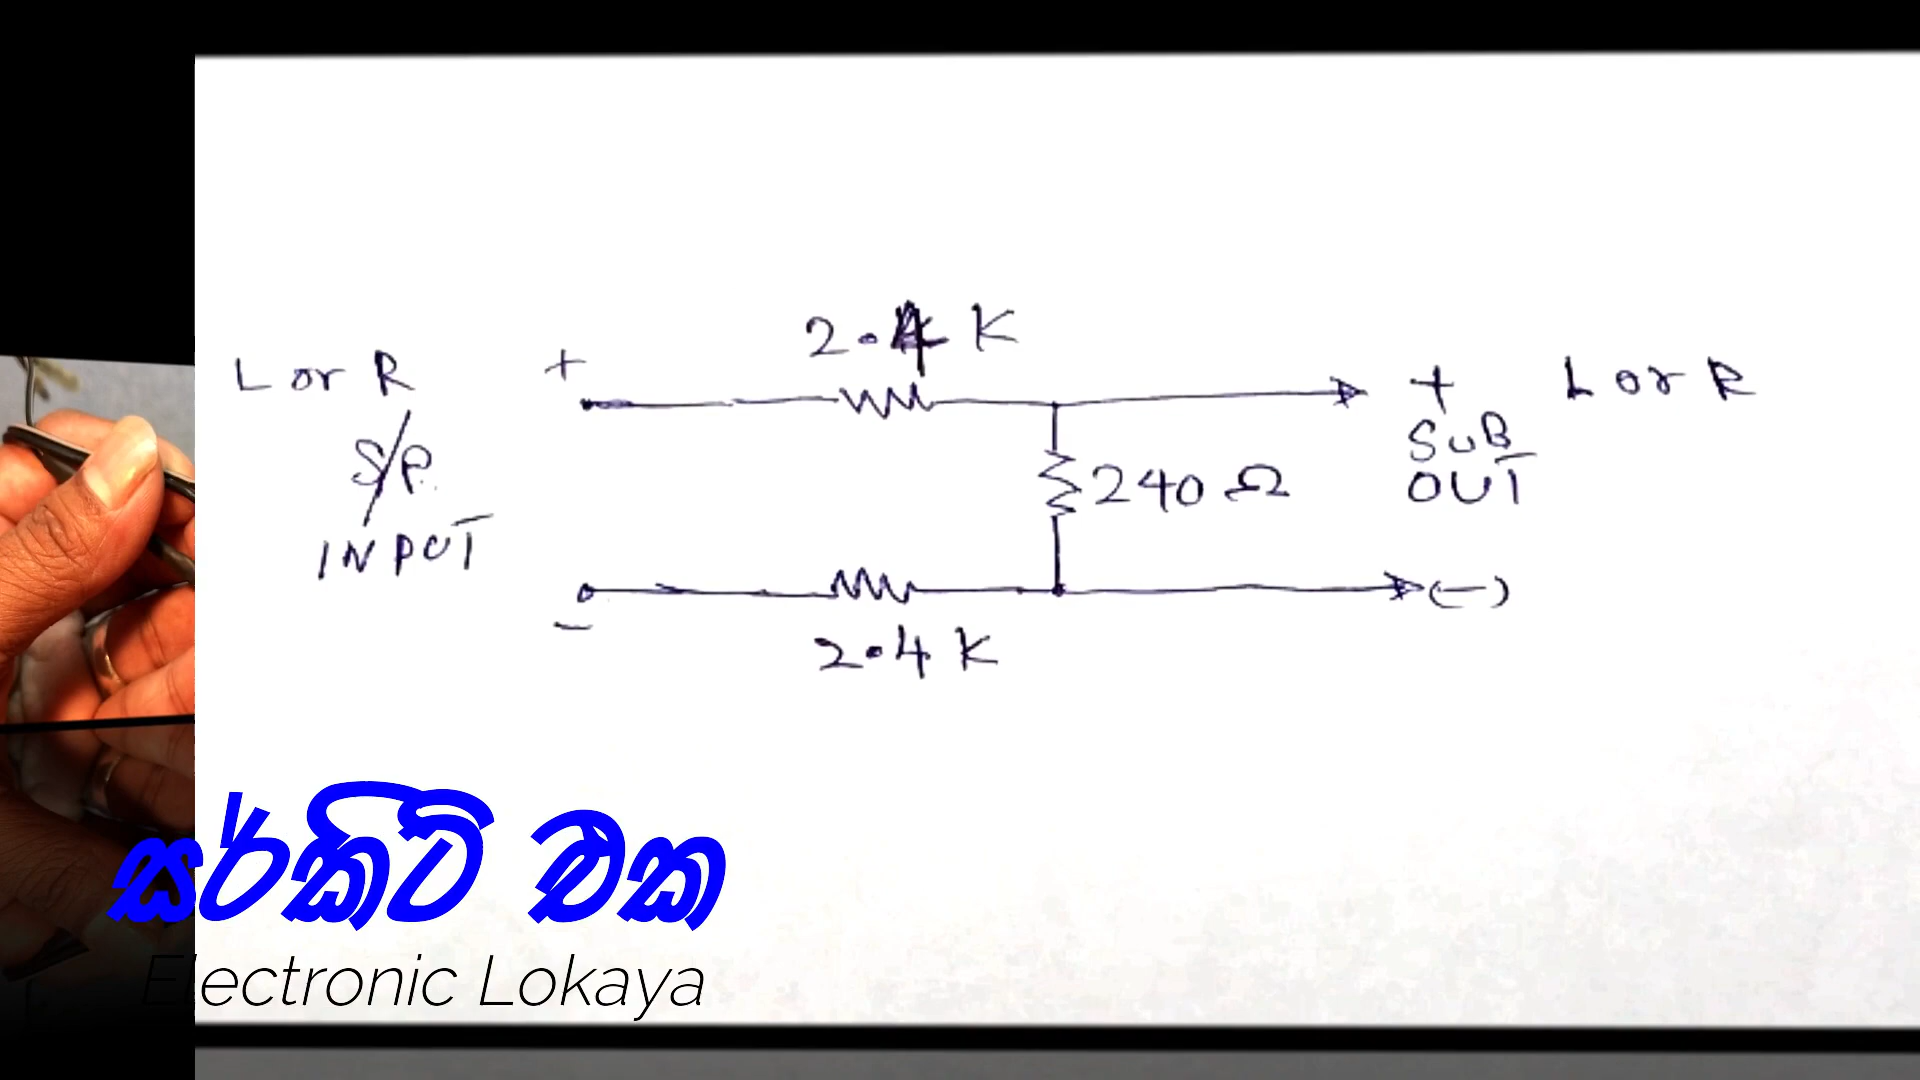 2.4 K
L or R + + L or R
S/P SUB
INPUT 240 Ω OUT
- (-)
2.4 K
සර්කිට් එක
Electronic Lokaya